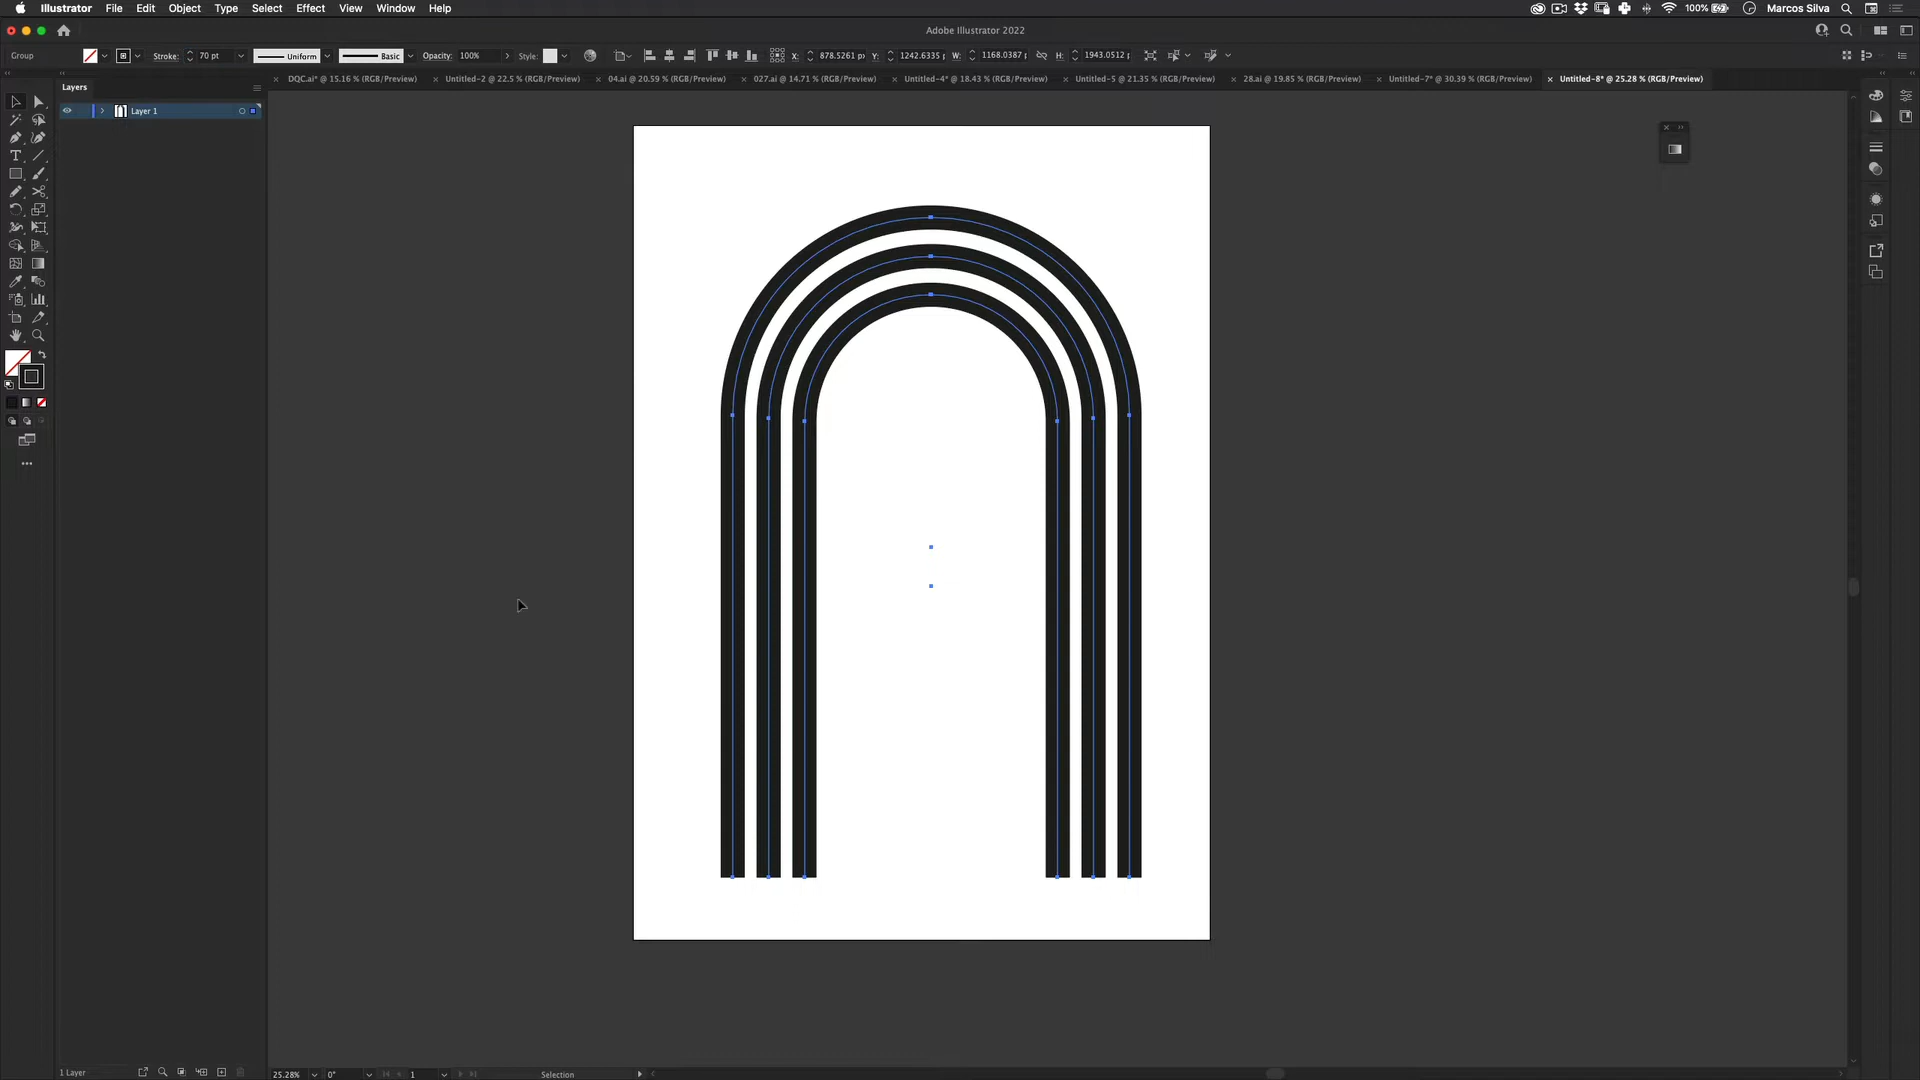 Illustrator File Edit Object Type Select Effect View Window Help 100% Marcos Silva
Adobe Illustrator 2022
Group Stroke: 70 pt Uniform Basic Opacity: 100% Style: X: 878.5261 px Y: 1242.6335 W: 1168.0387 H: 1943.0512
DQC.ai* @ 15.16 % (RGB/Preview) Untitled-2 @ 22.5 % (RGB/Preview) 04.ai @ 20.59 % (RGB/Preview) 027.ai @ 14.71 % (RGB/Preview) Untitled-4* @ 18.43 % (RGB/Preview) Untitled-5 @ 21.35 % (RGB/Preview) 28.ai @ 19.85 % (RGB/Preview) Untitled-7* @ 30.39 % (RGB/Preview) Untitled-8* @ 25.28 % (RGB/Preview)
Layers
Layer 1
1 Layer 25.28% 0° 1 Selection